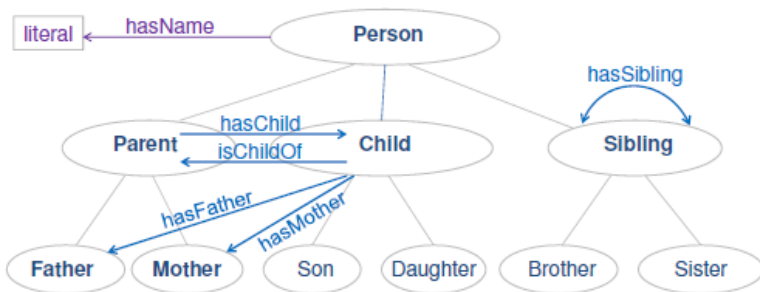 literal
hasName
Person
hasSibling
Parent
hasChild
isChildOf
Child
Sibling
hasFather
hasMother
Father
Mother
Son
Daughter
Brother
Sister